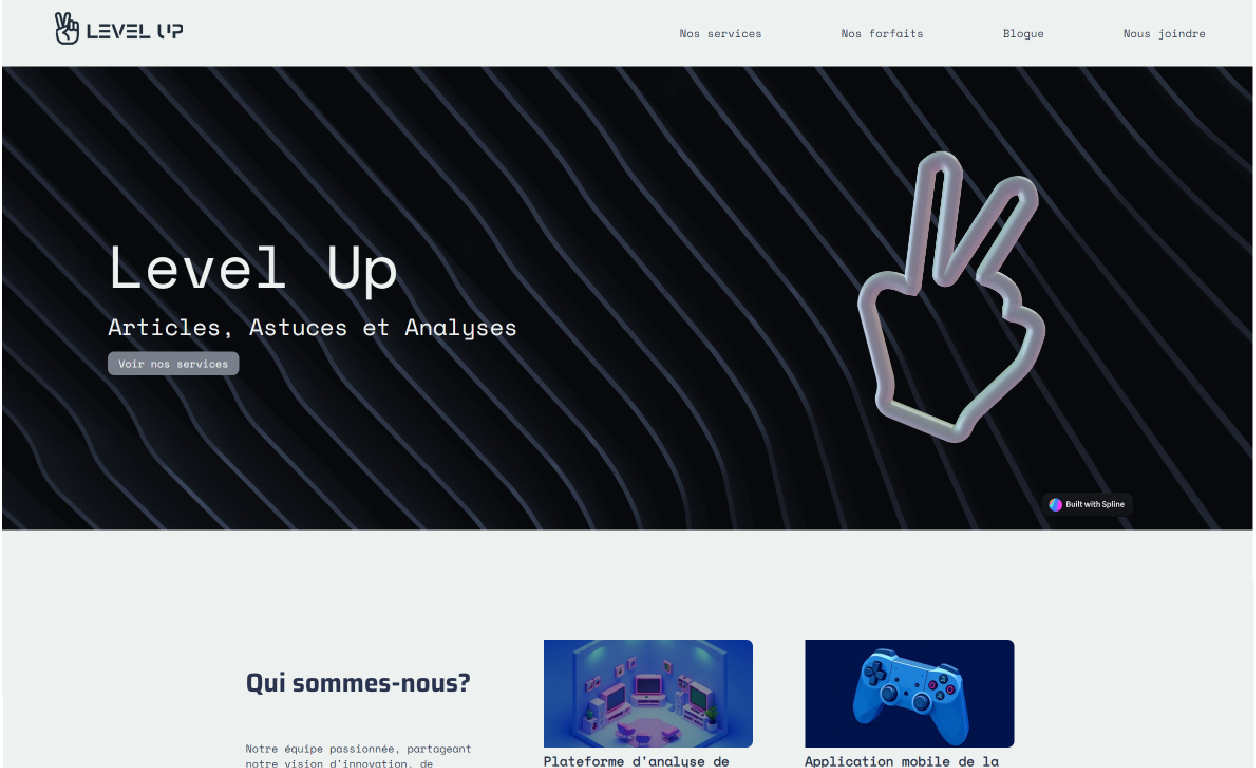 LEVEL UP
Nos services
Nos forfaits
Blogue
Nous joindre
Level Up
Articles, Astuces et Analyses
Voir nos services
Built with Spline
Qui sommes-nous?
Notre équipe passionnée, partageant
notre vision d'innovation, de
Plateforme d'analyse de
Application mobile de la